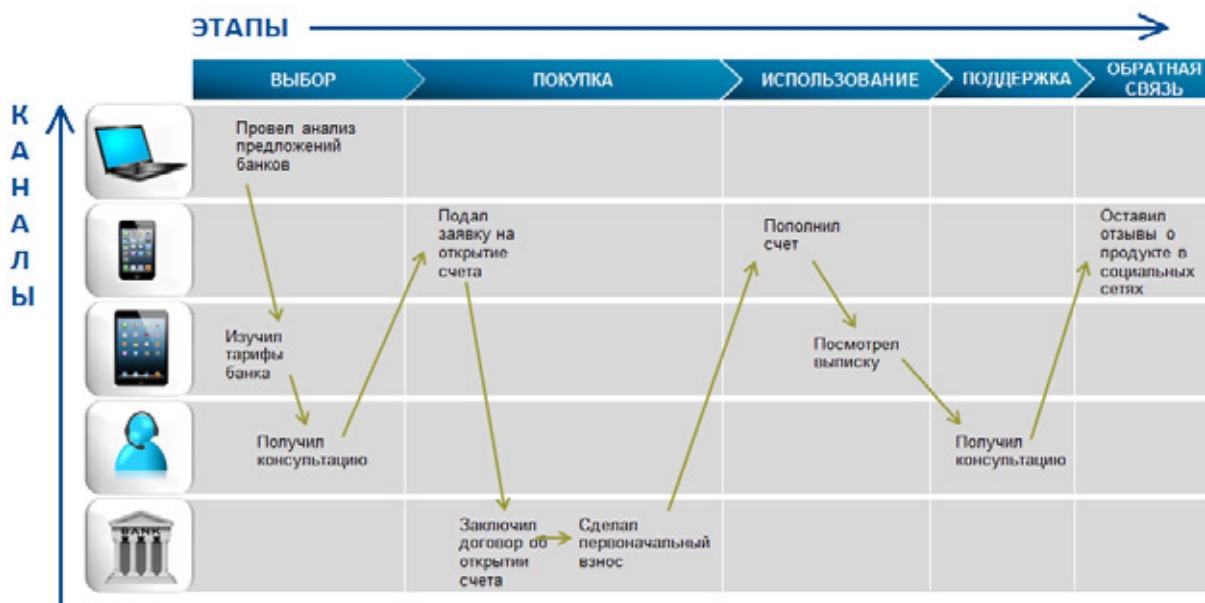 ЭТАПЫ
ВЫБОР
ПОКУПКА
ИСПОЛЬЗОВАНИЕ
ПОДДЕРЖКА
ОБРАТНАЯ
СВЯЗЬ
К
А
Н
А
Л
Ы
Провел анализ
предложений
банков
Подал
заявку на
открытие
счета
Пополнил
счет
Оставил
отзывы о
продукте в
социальных
сетях
Изучил
тарифы
банка
Посмотрел
выписку
Получил
консультацию
Получил
консультацию
BANK
Заключил
договор об
открытии
счета
Сделал
первоначальный
взнос